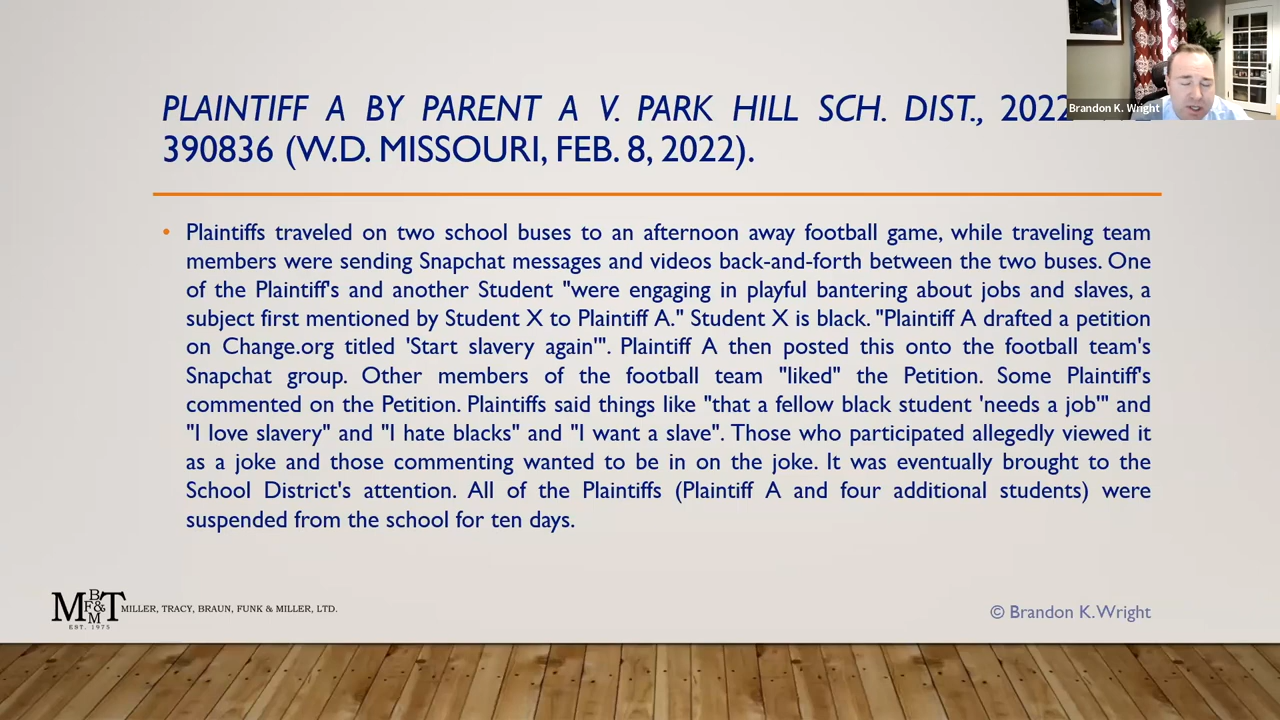 PLAINTIFF A BY PARENT A V. PARK HILL SCH. DIST., 2022
390836 (W.D. MISSOURI, FEB. 8, 2022).
Brandon K. Wright
• Plaintiffs traveled on two school buses to an afternoon away football game, while traveling team
members were sending Snapchat messages and videos back-and-forth between the two buses. One
of the Plaintiff's and another Student "were engaging in playful bantering about jobs and slaves, a
subject first mentioned by Student X to Plaintiff A." Student X is black. "Plaintiff A drafted a petition
on Change.org titled 'Start slavery again'". Plaintiff A then posted this onto the football team's
Snapchat group. Other members of the football team "liked" the Petition. Some Plaintiff's
commented on the Petition. Plaintiffs said things like "that a fellow black student 'needs a job'" and
"I love slavery" and "I hate blacks" and "I want a slave". Those who participated allegedly viewed it
as a joke and those commenting wanted to be in on the joke. It was eventually brought to the
School District's attention. All of the Plaintiffs (Plaintiff A and four additional students) were
suspended from the school for ten days.
MBF&MT MILLER, TRACY, BRAUN, FUNK & MILLER, LTD.
EST. 1975
© Brandon K.Wright